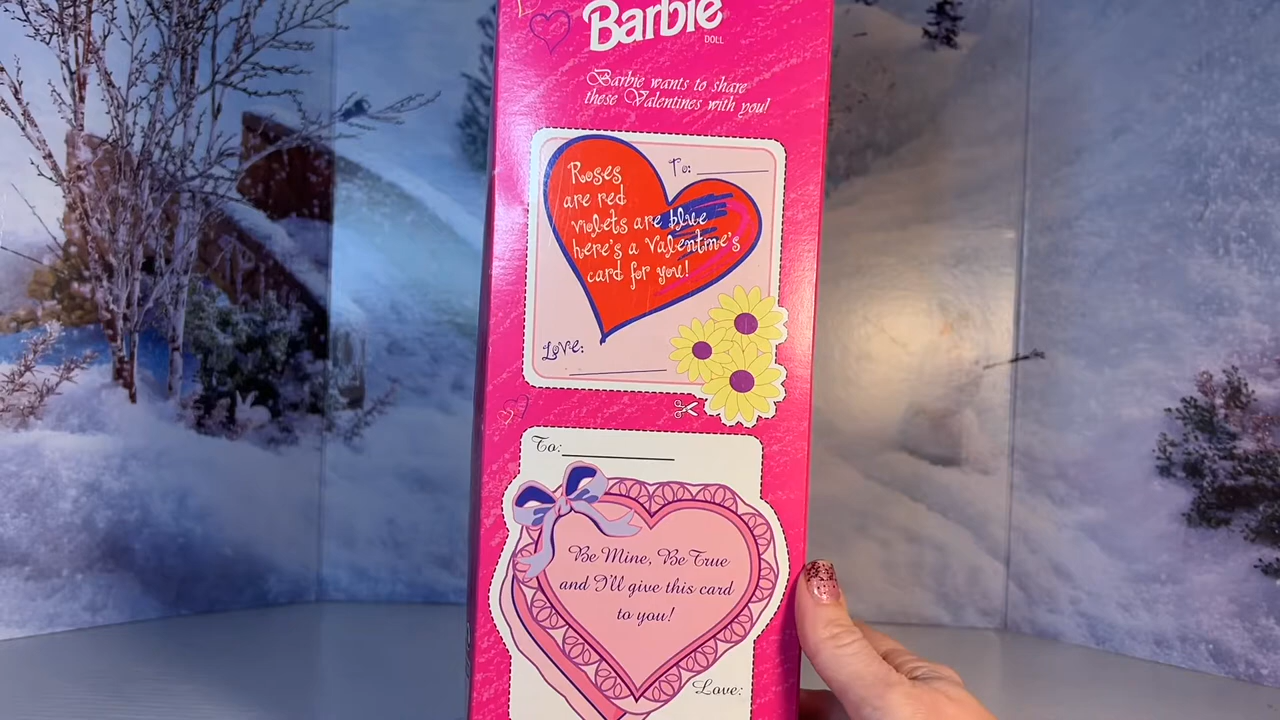 Barbie
DOLL
Barbie wants to share
these Valentines with you!
To:
Roses
are red
violets are blue
here's a Valentine's
card for you!
Love:
To:
Be Mine, Be True
and I'll give this card
to you!
Love: